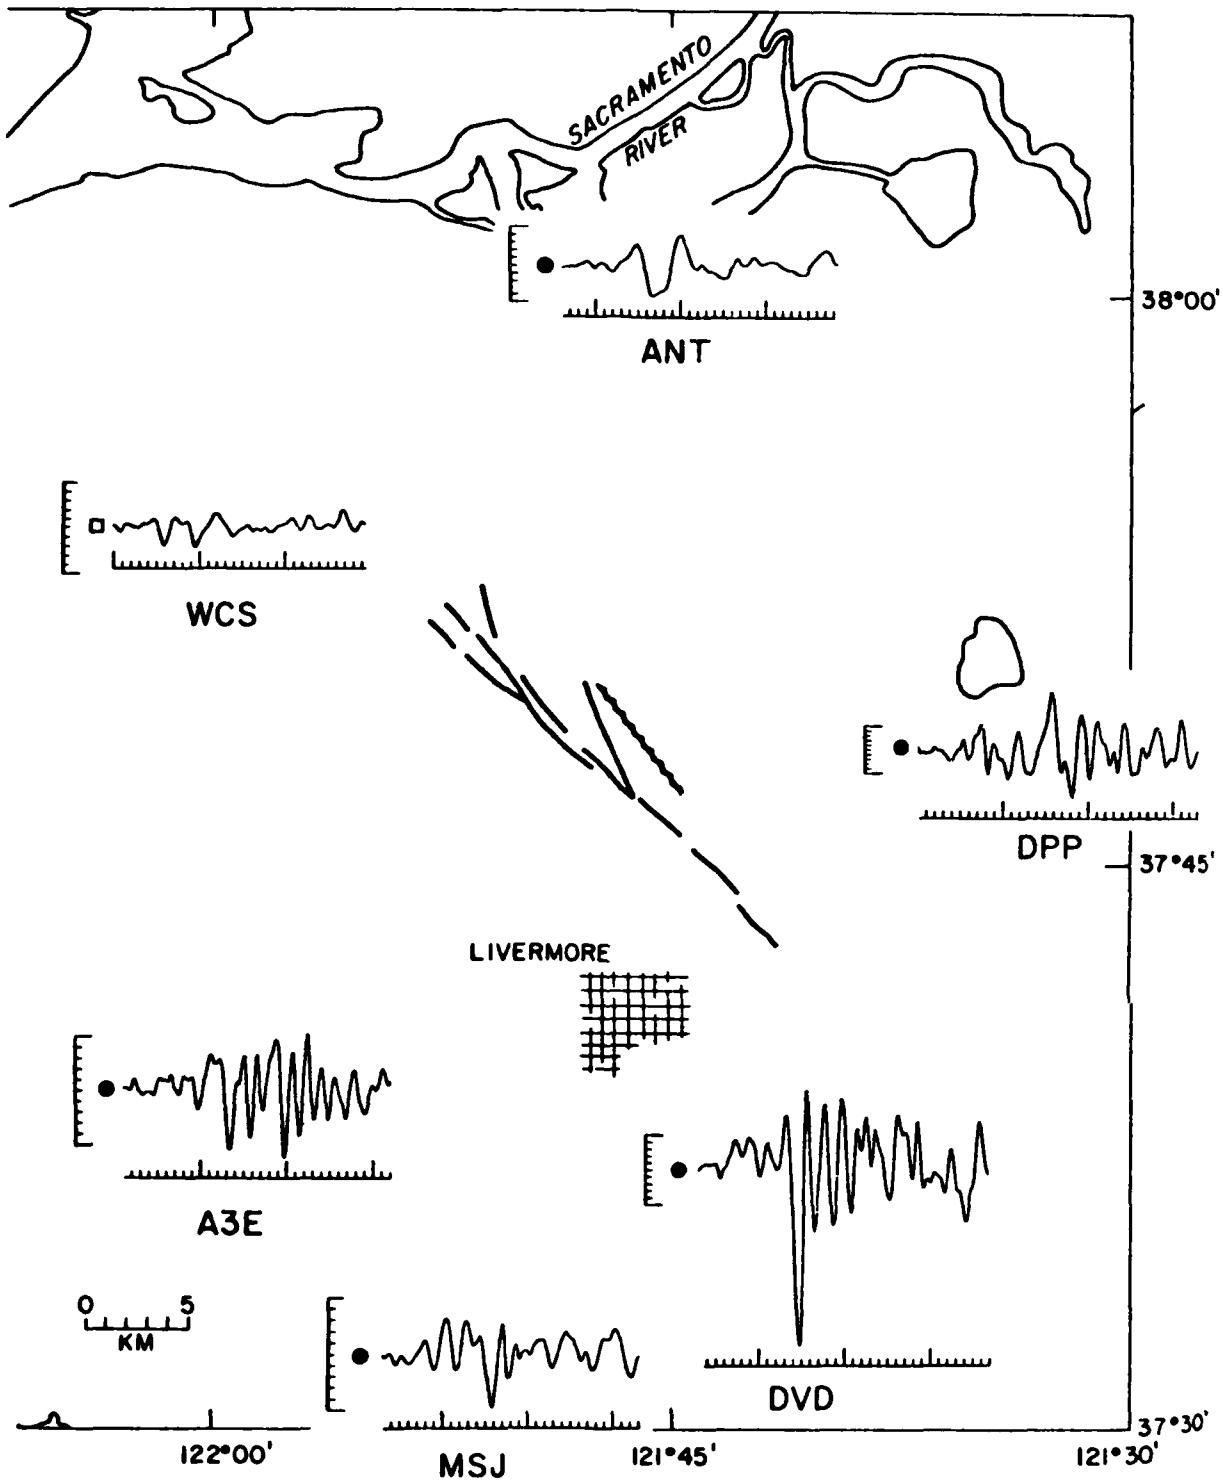 SACRAMENTO
RIVER
38°00'
ANT
WCS
DPP
37°45'
LIVERMORE
A3E
0 5
KM
DVD
37°30'
122°00'
MSJ
121°45'
121°30'